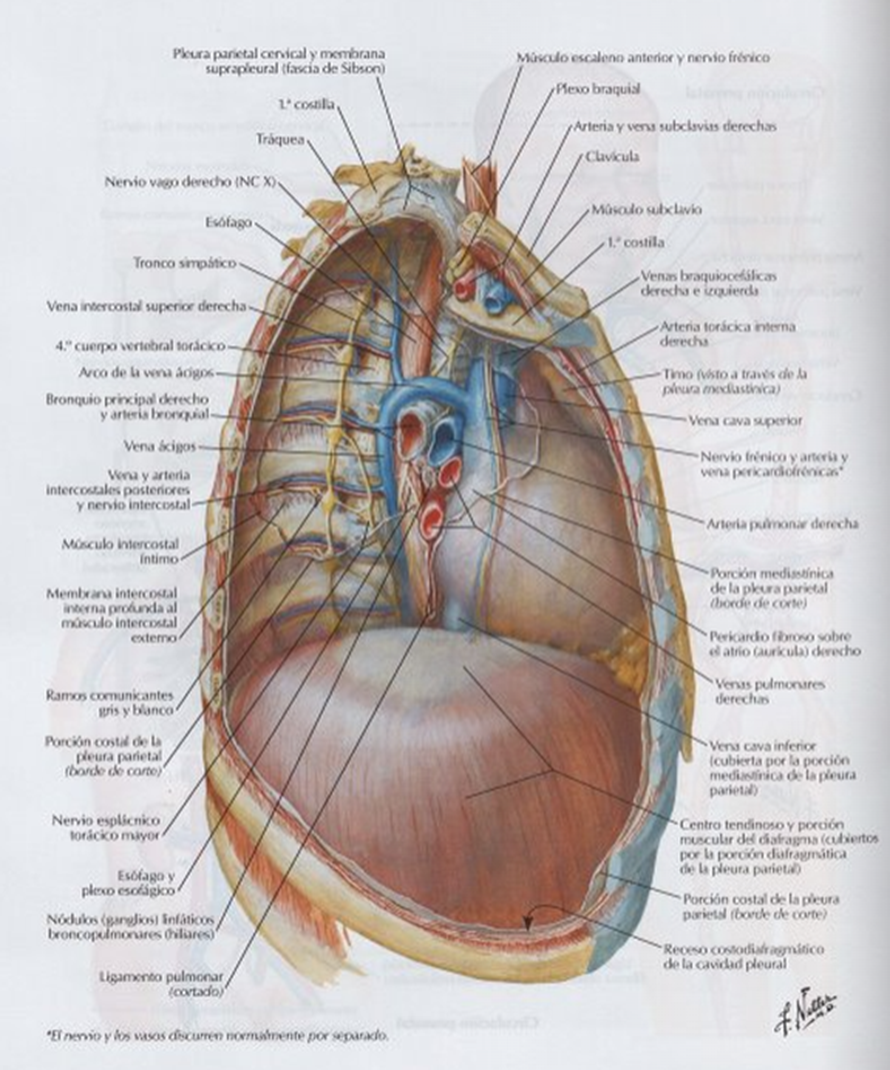 Pleura parietal cervical y membrana
suprapleural (fascia de Sibson)
1.ª costilla
Tráquea
Nervio vago derecho (NC X)
Esófago
Tronco simpático
Vena intercostal superior derecha
4.º cuerpo vertebral torácico
Arco de la vena ácigos
Bronquio principal derecho
y arteria bronquial
Vena ácigos
Vena y arteria
intercostales posteriores
y nervio intercostal
Músculo intercostal
íntimo
Membrana intercostal
interna profunda al
músculo intercostal
externo
Ramos comunicantes
gris y blanco
Porción costal de la
pleura parietal
(borde de corte)
Nervio esplácnico
torácico mayor
Esófago y
plexo esofágico
Nódulos (ganglios) linfáticos
broncopulmonares (hiliares)
Ligamento pulmonar
(cortado)
Músculo escaleno anterior y nervio frénico
Plexo braquial
Arteria y vena subclavias derechas
Clavícula
Músculo subclavio
1.ª costilla
Venas braquiocefálicas
derecha e izquierda
Arteria torácica interna
derecha
Timo (visto a través de la
pleura mediastínica)
Vena cava superior
Nervio frénico y arteria y
vena pericardiofrénicas*
Arteria pulmonar derecha
Porción mediastínica
de la pleura parietal
(borde de corte)
Pericardio fibroso sobre
el atrio (aurícula) derecho
Venas pulmonares
derechas
Vena cava inferior
(cubierta por la porción
mediastínica de la pleura
parietal)
Centro tendinoso y porción
muscular del diafragma (cubiertos
por la porción diafragmática
de la pleura parietal)
Porción costal de la pleura
parietal (borde de corte)
Receso costodiafragmático
de la cavidad pleural
F. Netter
M.D.
*El nervio y los vasos discurren normalmente por separado.